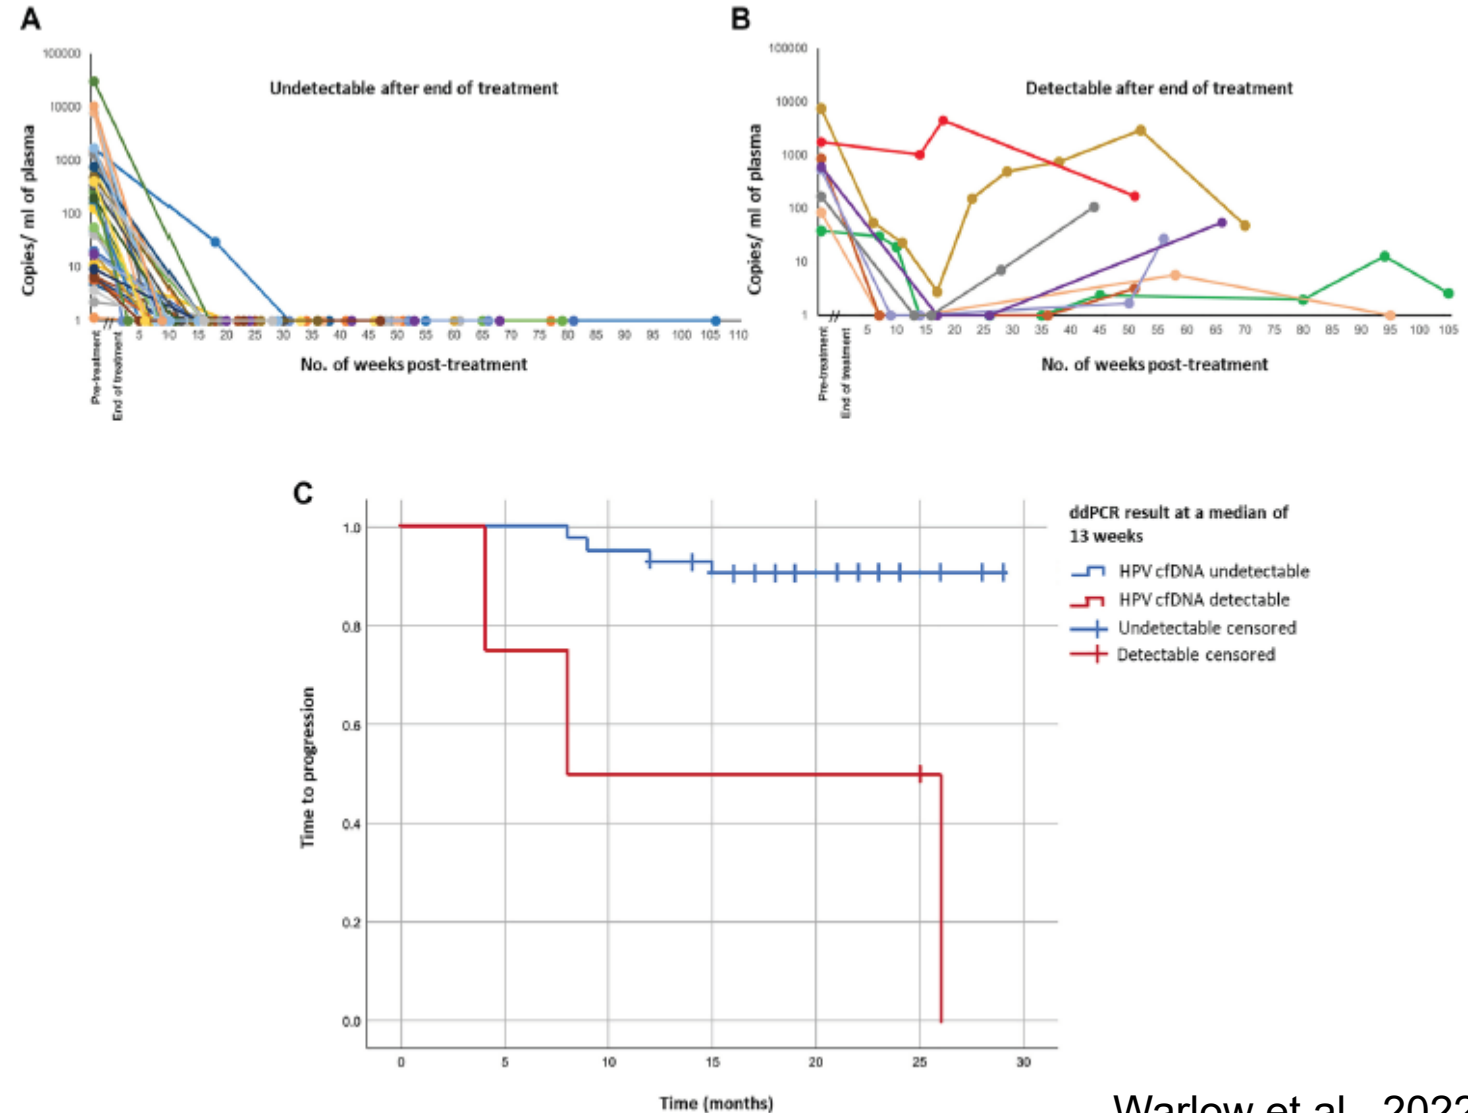 A
B
100000
10000
1000
100
10
1
Copies/ ml of plasma
Undetectable after end of treatment
Pre-treatment
End of treatment
5 10 15 20 25 30 35 40 45 50 55 60 65 70 75 80 85 90 95 100 110
No. of weeks post-treatment
100000
10000
1000
100
10
1
Copies/ ml of plasma
Detectable after end of treatment
Pre-treatment
End of treatment
5 10 15 20 25 30 35 40 45 50 55 60 65 70 75 80 85 90 95 100 105
No. of weeks post-treatment
C
1.0
0.8
0.6
0.4
0.2
0.0
Time to progression
0 5 10 15 20 25 30
Time (months)
ddPCR result at a median of
13 weeks
HPV cfDNA undetectable
HPV cfDNA detectable
Undetectable censored
Detectable censored
Warlow et al., 2022